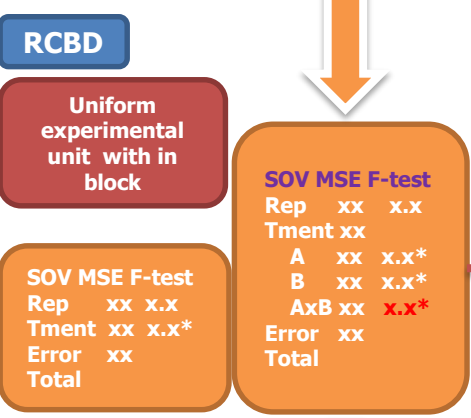 RCBD
Uniform
experimental
unit with in
block
SOV MSE F-test
Rep xx x.x
Tment xx x.x*
Error xx
Total
SOV MSE F-test
Rep xx x.x
Tment xx
A xx x.x*
B xx x.x*
AxB xx x.x*
Error xx
Total